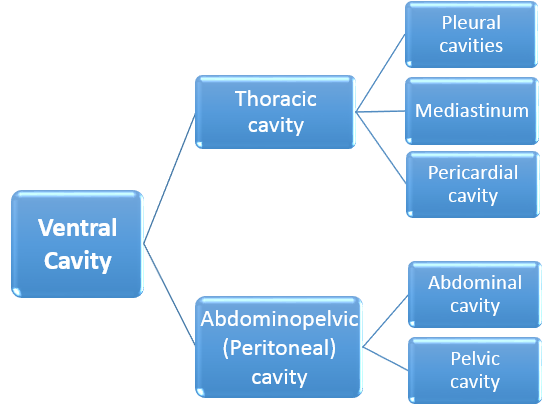 Ventral
Cavity
Thoracic
cavity
Pleural
cavities
Mediastinum
Pericardial
cavity
Abdominopelvic
(Peritoneal)
cavity
Abdominal
cavity
Pelvic
cavity